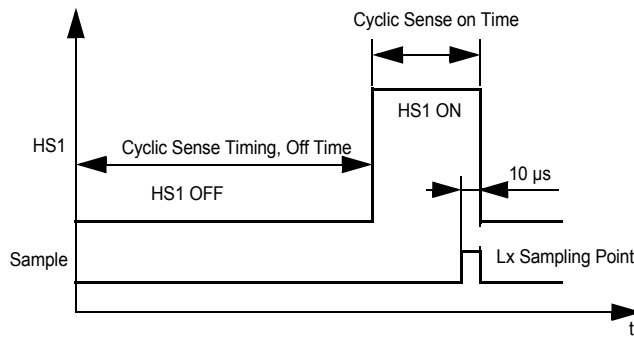 Cyclic Sense on Time
HS1 ON
HS1
Cyclic Sense Timing, Off Time
10 µs
HS1 OFF
Sample
Lx Sampling Point
t